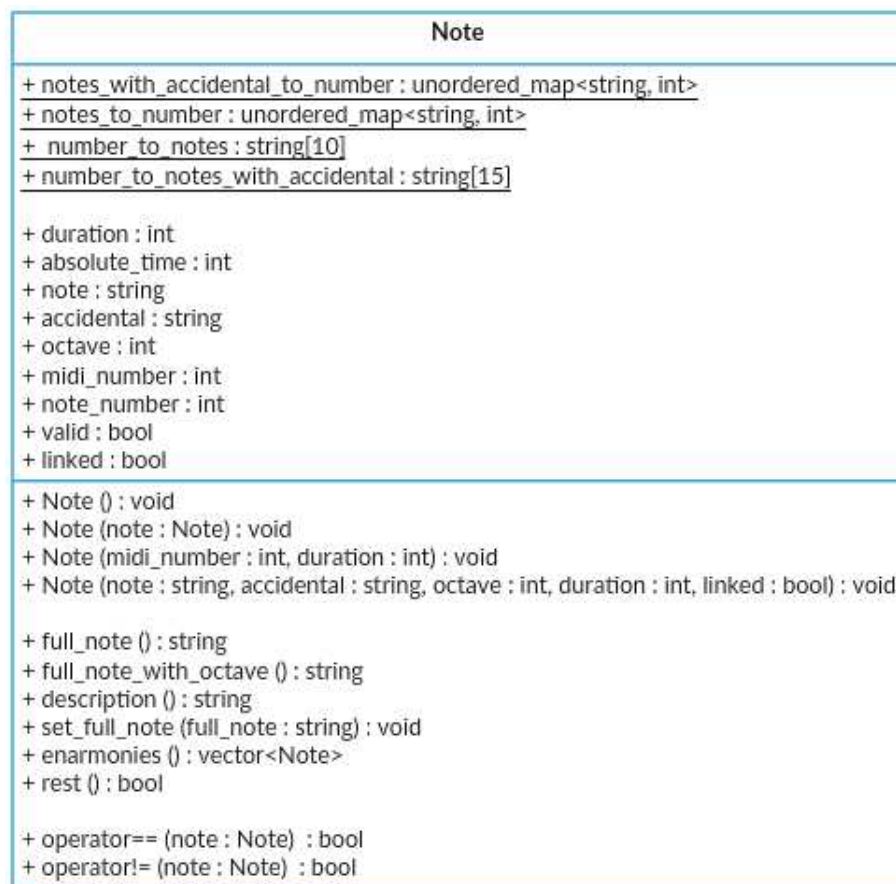 Note
+ notes_with_accidental_to_number : unordered_map<string, int>
+ notes_to_number : unordered_map<string, int>
+ number_to_notes : string[10]
+ number_to_notes_with_accidental : string[15]
+ duration : int
+ absolute_time : int
+ note : string
+ accidental : string
+ octave : int
+ midi_number : int
+ note_number : int
+ valid : bool
+ linked : bool
+ Note () : void
+ Note (note : Note) : void
+ Note (midi_number : int, duration : int) : void
+ Note (note : string, accidental : string, octave : int, duration : int, linked : bool) : void
+ full_note () : string
+ full_note_with_octave () : string
+ description () : string
+ set_full_note (full_note : string) : void
+ enarmonies () : vector<Note>
+ rest () : bool
+ operator== (note : Note) : bool
+ operator!= (note : Note) : bool